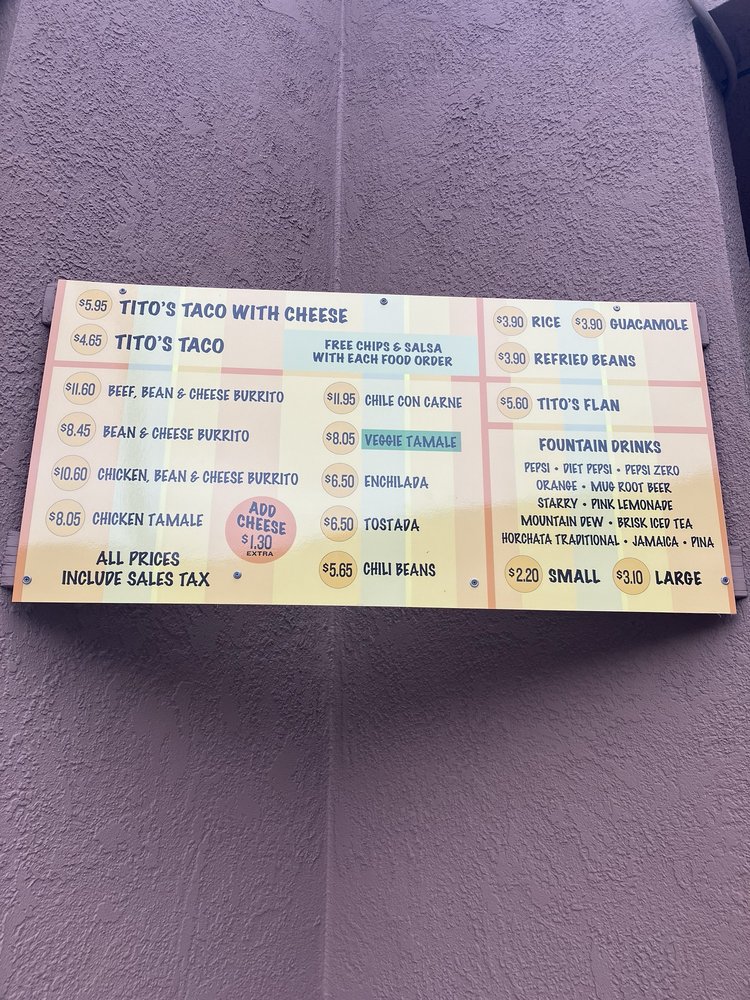 $5.95 TITO'S TACO WITH CHEESE
$4.65 TITO'S TACO
FREE CHIPS & SALSA
WITH EACH FOOD ORDER
$11.60 BEEF, BEAN & CHEESE BURRITO
$8.45 BEAN & CHEESE BURRITO
$10.60 CHICKEN, BEAN & CHEESE BURRITO
$8.05 CHICKEN TAMALE
ADD
CHEESE
$1.30
EXTRA
ALL PRICES
INCLUDE SALES TAX
$11.95 CHILE CON CARNE
$8.05 VEGGIE TAMALE
$6.50 ENCHILADA
$6.50 TOSTADA
$5.65 CHILI BEANS
$3.90 RICE $3.90 GUACAMOLE
$3.90 REFRIED BEANS
$5.60 TITO'S FLAN
FOUNTAIN DRINKS
PEPSI • DIET PEPSI • PEPSI ZERO
ORANGE • MUG ROOT BEER
STARRY • PINK LEMONADE
MOUNTAIN DEW • BRISK ICED TEA
HORCHATA TRADITIONAL • JAMAICA • PINA
$2.20 SMALL $3.10 LARGE